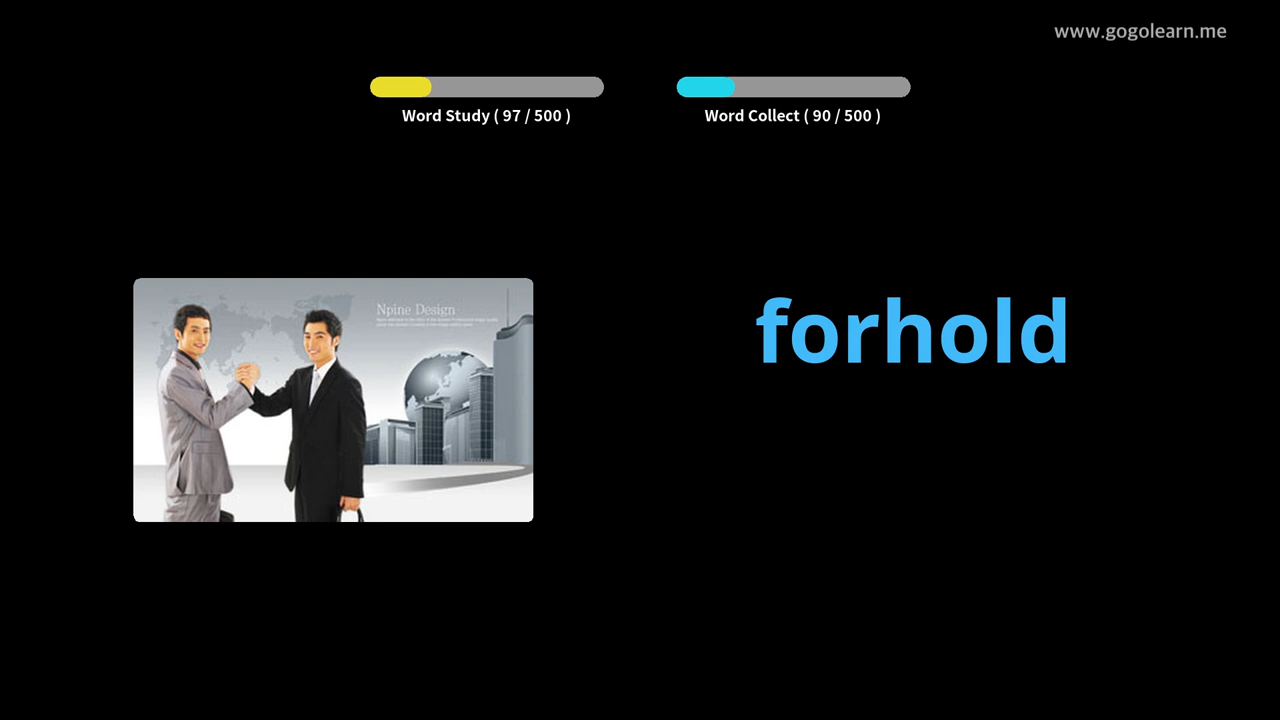 www.gogolearn.me
Word Study ( 97 / 500 )
Word Collect ( 90 / 500 )
Npine Design
forhold